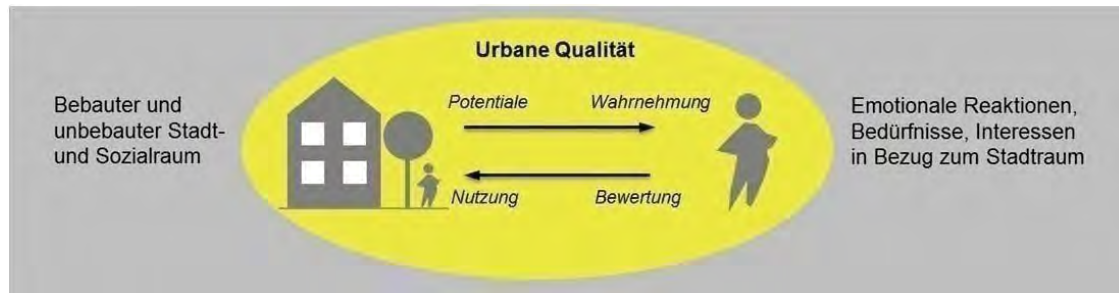 Urbane Qualität
Bebauter und
unbebauter Stadt-
und Sozialraum
Potentiale
Wahrnehmung
Nutzung
Bewertung
Emotionale Reaktionen,
Bedürfnisse, Interessen
in Bezug zum Stadtraum